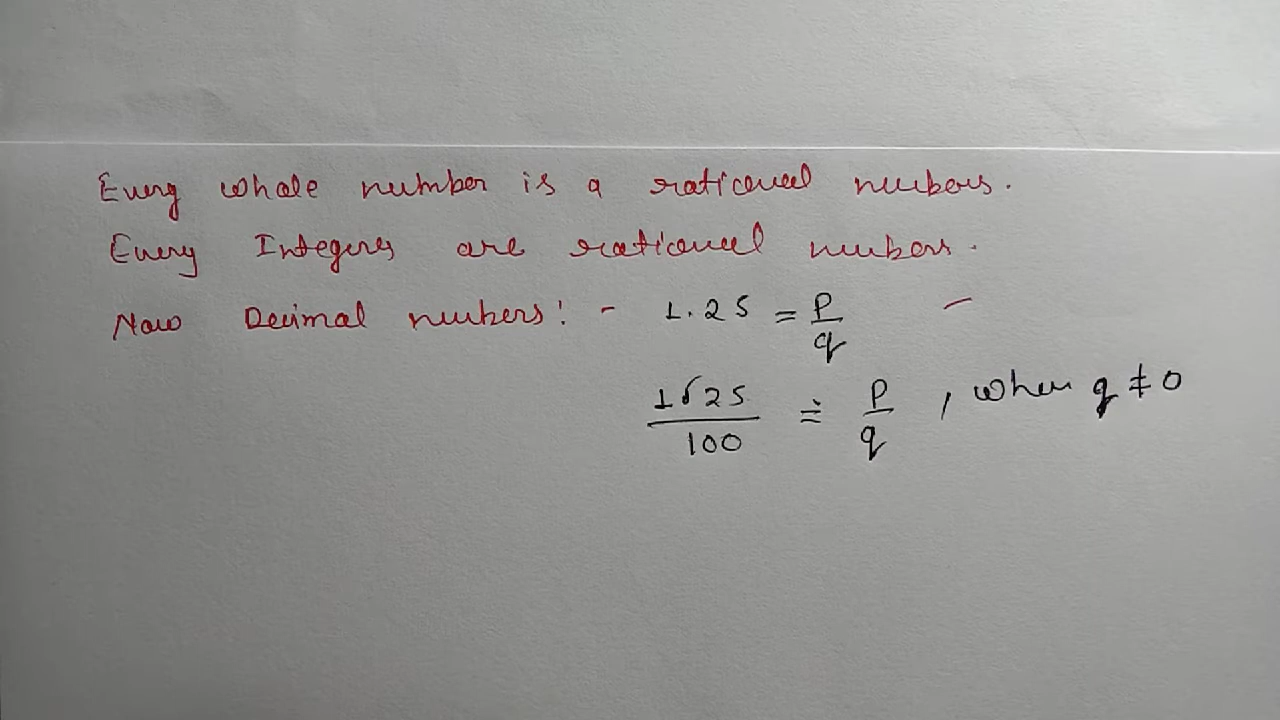 Every whole number is a rational numbers.
Every Integers are rational numbers.
Now Decimal numbers: - 1.25 = p/q -
125/100 = p/q , when q ≠ 0